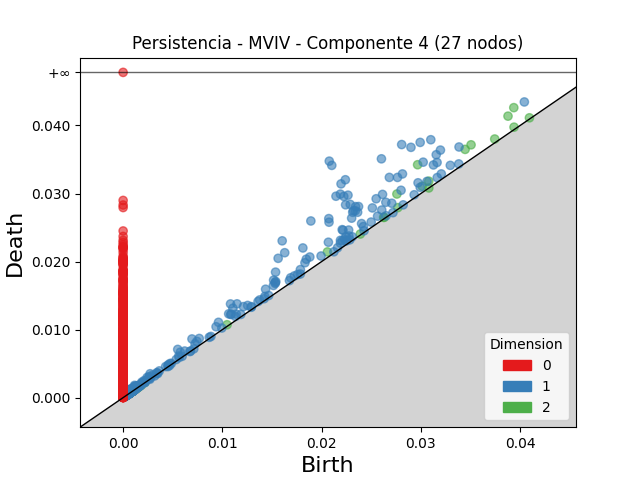 Persistencia - MVIV - Componente 4 (27 nodos)
+∞
0.040
0.030
0.020
0.010
0.000
Death
0.00 0.01 0.02 0.03 0.04
Birth
Dimension
0
1
2